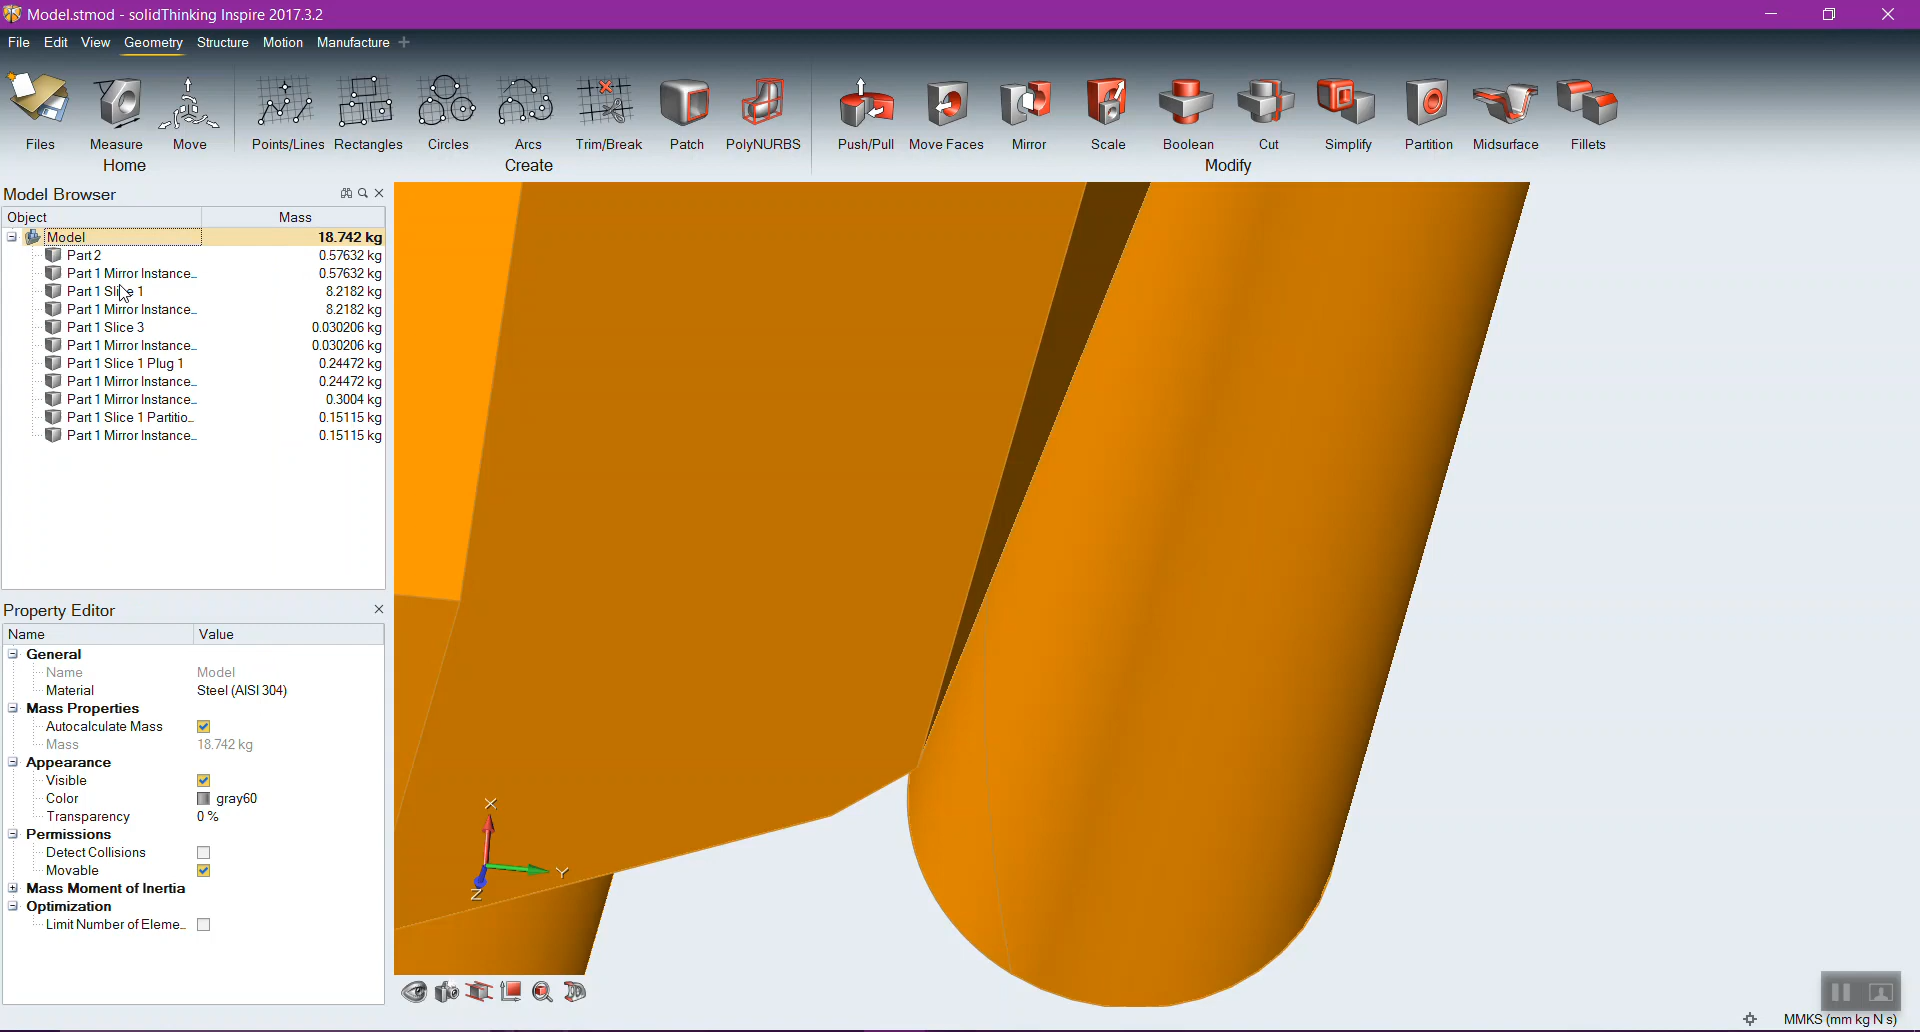 Model.stmod - solidThinking Inspire 2017.3.2
File Edit View Geometry Structure Motion Manufacture
Files Measure Move Points/Lines Rectangles Circles Arcs Trim/Break Patch PolyNURBS Push/Pull Move Faces Mirror Scale Boolean Cut Simplify Partition Midsurface Fillets
Home Create Modify
Model Browser
Object Mass
Model 18.742 kg
Part 2 0.57632 kg
Part 1 Mirror Instance... 0.57632 kg
Part 1 Slice 1 8.2182 kg
Part 1 Mirror Instance... 8.2182 kg
Part 1 Slice 3 0.030206 kg
Part 1 Mirror Instance... 0.030206 kg
Part 1 Slice 1 Plug 1 0.24472 kg
Part 1 Mirror Instance... 0.24472 kg
Part 1 Mirror Instance... 0.3004 kg
Part 1 Slice 1 Partitio... 0.15115 kg
Part 1 Mirror Instance... 0.15115 kg
Property Editor
Name Value
General
Name Model
Material Steel (AISI 304)
Mass Properties
Autocalculate Mass
Mass 18.742 kg
Appearance
Visible
Color gray60
Transparency 0 %
Permissions
Detect Collisions
Movable
Mass Moment of Inertia
Optimization
Limit Number of Eleme...
X
Y
Z
MMKS (mm kg N s)